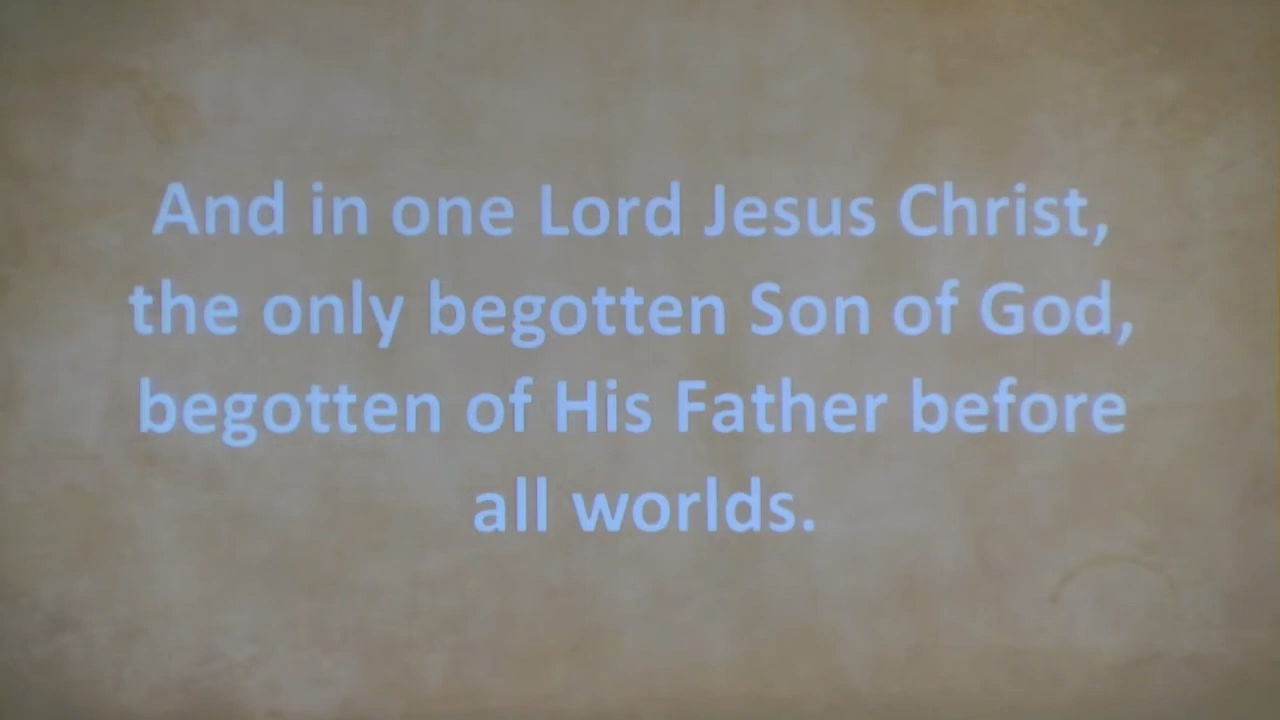 And in one Lord Jesus Christ,
the only begotten Son of God,
begotten of His Father before
all worlds.